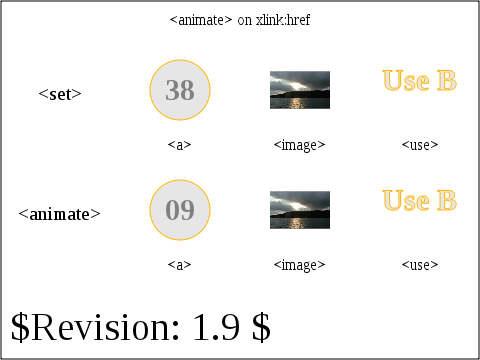 <animate> on xlink:href
<set> 38 Use B
<a> <image> <use>
<animate> 09 Use B
<a> <image> <use>
$Revision: 1.9 $